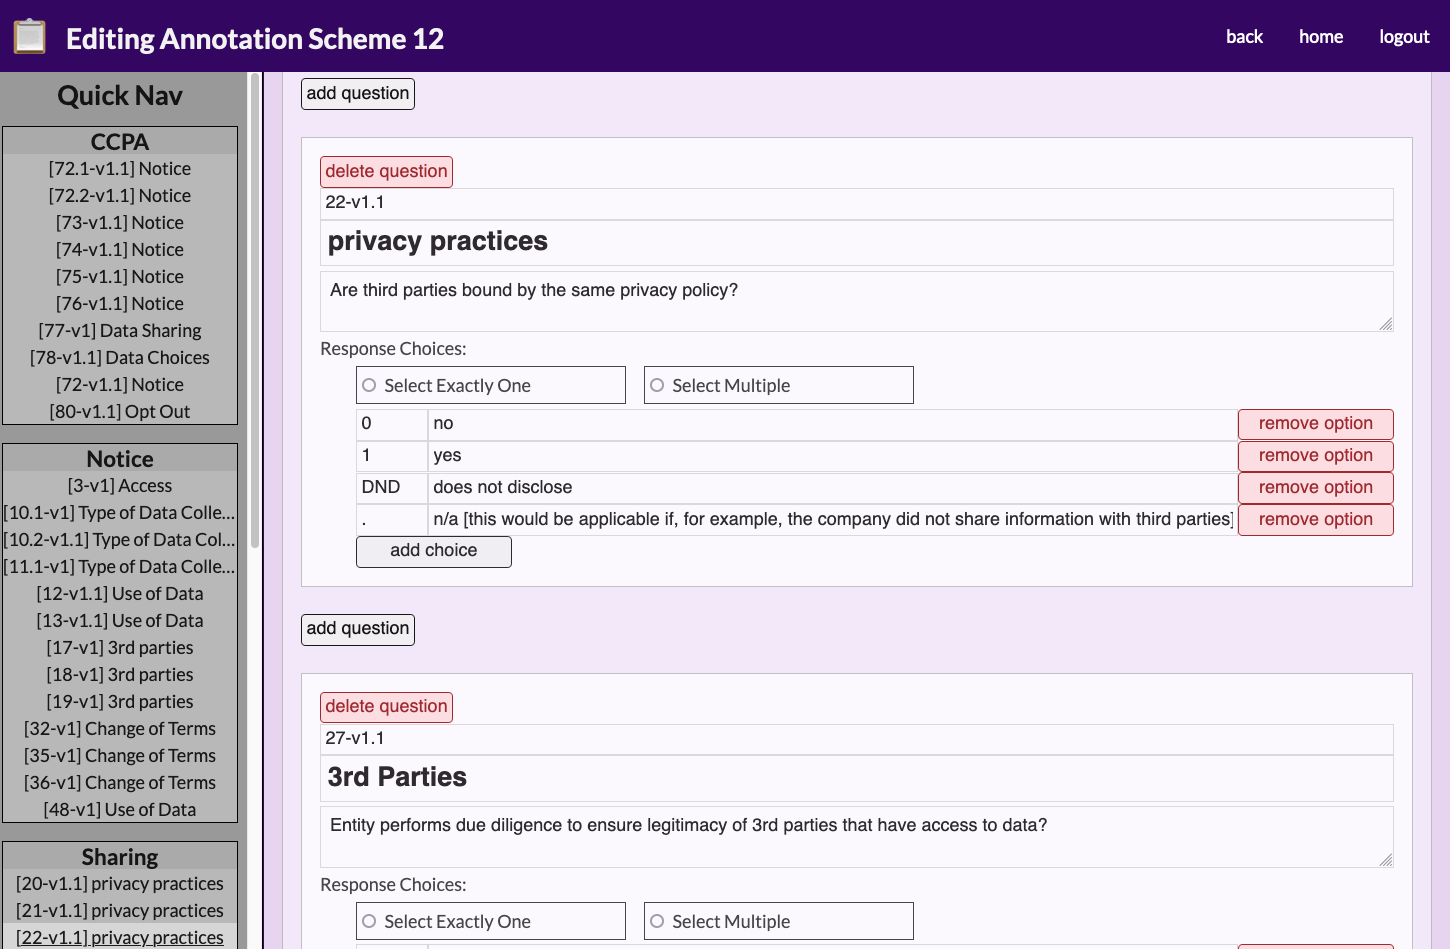 Editing Annotation Scheme 12
back home logout
Quick Nav
CCPA
[72.1-v1.1] Notice
[72.2-v1.1] Notice
[73-v1.1] Notice
[74-v1.1] Notice
[75-v1.1] Notice
[76-v1.1] Notice
[77-v1] Data Sharing
[78-v1.1] Data Choices
[72-v1.1] Notice
[80-v1.1] Opt Out
Notice
[3-v1] Access
[10.1-v1] Type of Data Colle...
[10.2-v1.1] Type of Data Col...
[11.1-v1] Type of Data Colle...
[12-v1.1] Use of Data
[13-v1.1] Use of Data
[17-v1] 3rd parties
[18-v1] 3rd parties
[19-v1] 3rd parties
[32-v1] Change of Terms
[35-v1] Change of Terms
[36-v1] Change of Terms
[48-v1] Use of Data
Sharing
[20-v1.1] privacy practices
[21-v1.1] privacy practices
[22-v1.1] privacy practices
add question
delete question
22-v1.1
privacy practices
Are third parties bound by the same privacy policy?
Response Choices:
Select Exactly One Select Multiple
0 no remove option
1 yes remove option
DND does not disclose remove option
. n/a [this would be applicable if, for example, the company did not share information with third parties] remove option
add choice
add question
delete question
27-v1.1
3rd Parties
Entity performs due diligence to ensure legitimacy of 3rd parties that have access to data?
Response Choices:
Select Exactly One Select Multiple